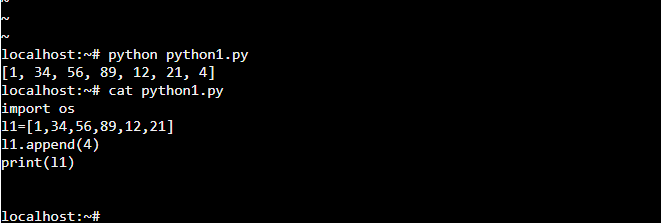 ~
~
~
localhost:~# python python1.py
[1, 34, 56, 89, 12, 21, 4]
localhost:~# cat python1.py
import os
l1=[1,34,56,89,12,21]
l1.append(4)
print(l1)
localhost:~#